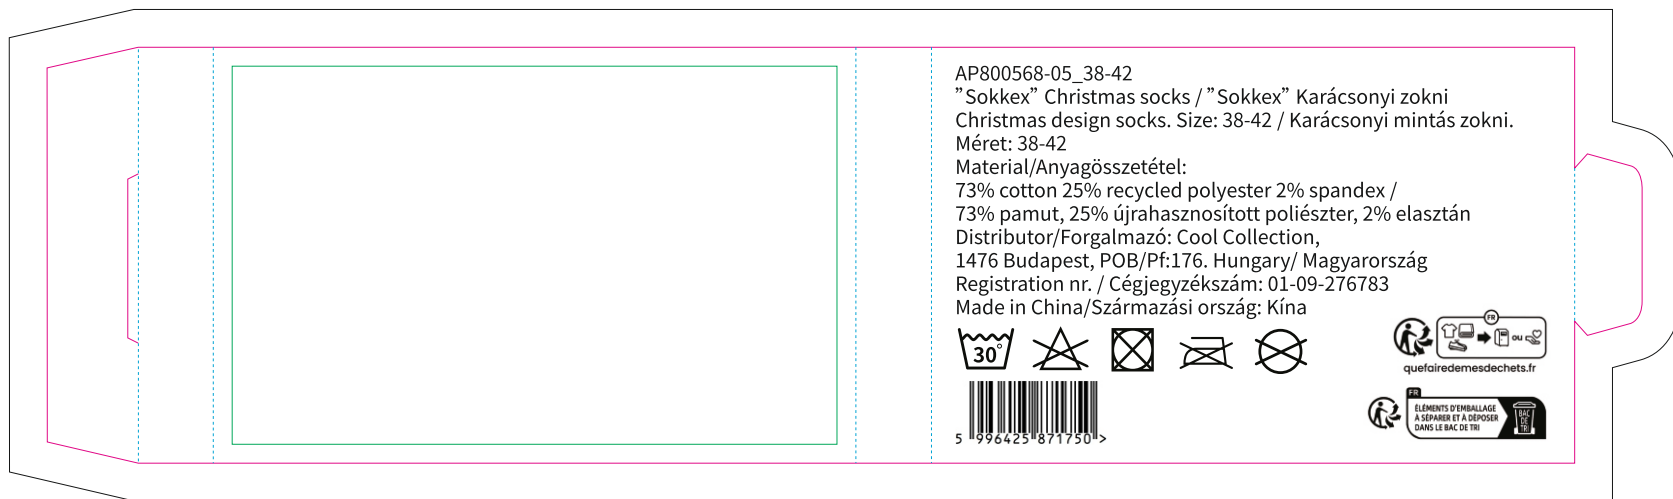 AP800568-05_38-42
”Sokkex” Christmas socks / ”Sokkex” Karácsonyi zokni
Christmas design socks. Size: 38-42 / Karácsonyi mintás zokni.
Méret: 38-42
Material/Anyagösszetétel:
73% cotton 25% recycled polyester 2% spandex /
73% pamut, 25% újrahasznosított poliészter, 2% elasztán
Distributor/Forgalmazó: Cool Collection,
1476 Budapest, POB/Pf:176. Hungary/ Magyarország
Registration nr. / Cégjegyzékszám: 01-09-276783
Made in China/Származási ország: Kína
30°
FR
ou
quefairedemesdechets.fr
FR
ÉLÉMENTS D'EMBALLAGE
À SÉPARER ET À DÉPOSER
DANS LE BAC DE TRI
BAC
DE
TRI
5 996425 871750 >